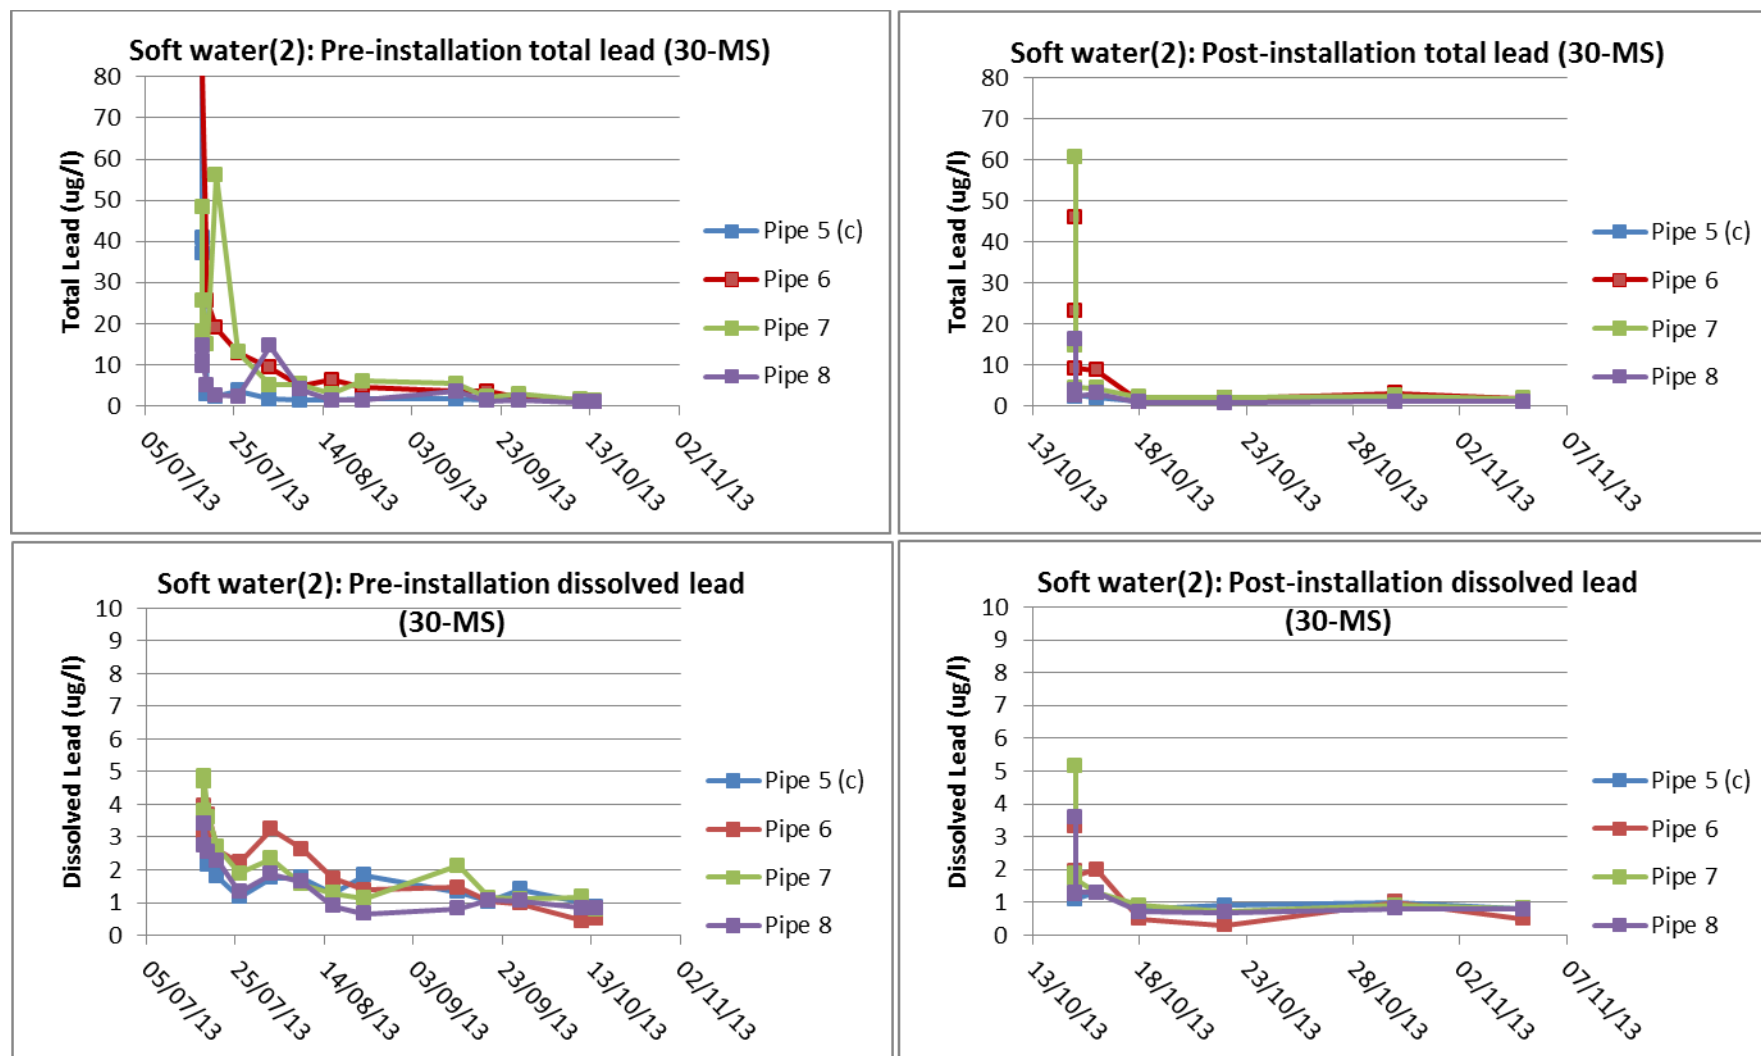 Soft water(2): Pre-installation total lead (30-MS)
Total Lead (ug/l)
80
70
60
50
40
30
20
10
0
05/07/13
25/07/13
14/08/13
03/09/13
23/09/13
13/10/13
02/11/13
Pipe 5 (c)
Pipe 6
Pipe 7
Pipe 8
Soft water(2): Post-installation total lead (30-MS)
Total Lead (ug/l)
80
70
60
50
40
30
20
10
0
13/10/13
18/10/13
23/10/13
28/10/13
02/11/13
07/11/13
Pipe 5 (c)
Pipe 6
Pipe 7
Pipe 8
Soft water(2): Pre-installation dissolved lead
(30-MS)
Dissolved Lead (ug/l)
10
9
8
7
6
5
4
3
2
1
0
05/07/13
25/07/13
14/08/13
03/09/13
23/09/13
13/10/13
02/11/13
Pipe 5 (c)
Pipe 6
Pipe 7
Pipe 8
Soft water(2): Post-installation dissolved lead
(30-MS)
Dissolved Lead (ug/l)
10
9
8
7
6
5
4
3
2
1
0
13/10/13
18/10/13
23/10/13
28/10/13
02/11/13
07/11/13
Pipe 5 (c)
Pipe 6
Pipe 7
Pipe 8